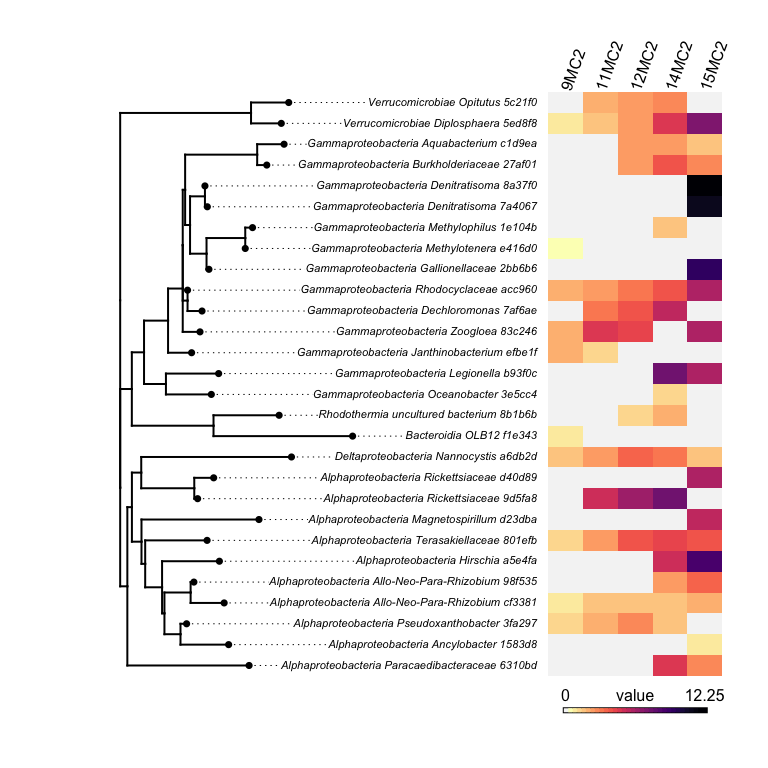 9MC2 11MC2 12MC2 14MC2 15MC2
Verrucomicrobiae Opitutus 5c21f0
Verrucomicrobiae Diplosphaera 5ed8f8
Gammaproteobacteria Aquabacterium c1d9ea
Gammaproteobacteria Burkholderiaceae 27af01
Gammaproteobacteria Denitratisoma 8a37f0
Gammaproteobacteria Denitratisoma 7a4067
Gammaproteobacteria Methylophilus 1e104b
Gammaproteobacteria Methylotenera e416d0
Gammaproteobacteria Gallionellaceae 2bb6b6
Gammaproteobacteria Rhodocyclaceae acc960
Gammaproteobacteria Dechloromonas 7af6ae
Gammaproteobacteria Zoogloea 83c246
Gammaproteobacteria Janthinobacterium efbe1f
Gammaproteobacteria Legionella b93f0c
Gammaproteobacteria Oceanobacter 3e5cc4
Rhodothermia uncultured bacterium 8b1b6b
Bacteroidia OLB12 f1e343
Deltaproteobacteria Nannocystis a6db2d
Alphaproteobacteria Rickettsiaceae d40d89
Alphaproteobacteria Rickettsiaceae 9d5fa8
Alphaproteobacteria Magnetospirillum d23dba
Alphaproteobacteria Terasakiellaceae 801efb
Alphaproteobacteria Hirschia a5e4fa
Alphaproteobacteria Allo-Neo-Para-Rhizobium 98f535
Alphaproteobacteria Allo-Neo-Para-Rhizobium cf3381
Alphaproteobacteria Pseudoxanthobacter 3fa297
Alphaproteobacteria Ancylobacter 1583d8
Alphaproteobacteria Paracaedibacteraceae 6310bd
0 value 12.25